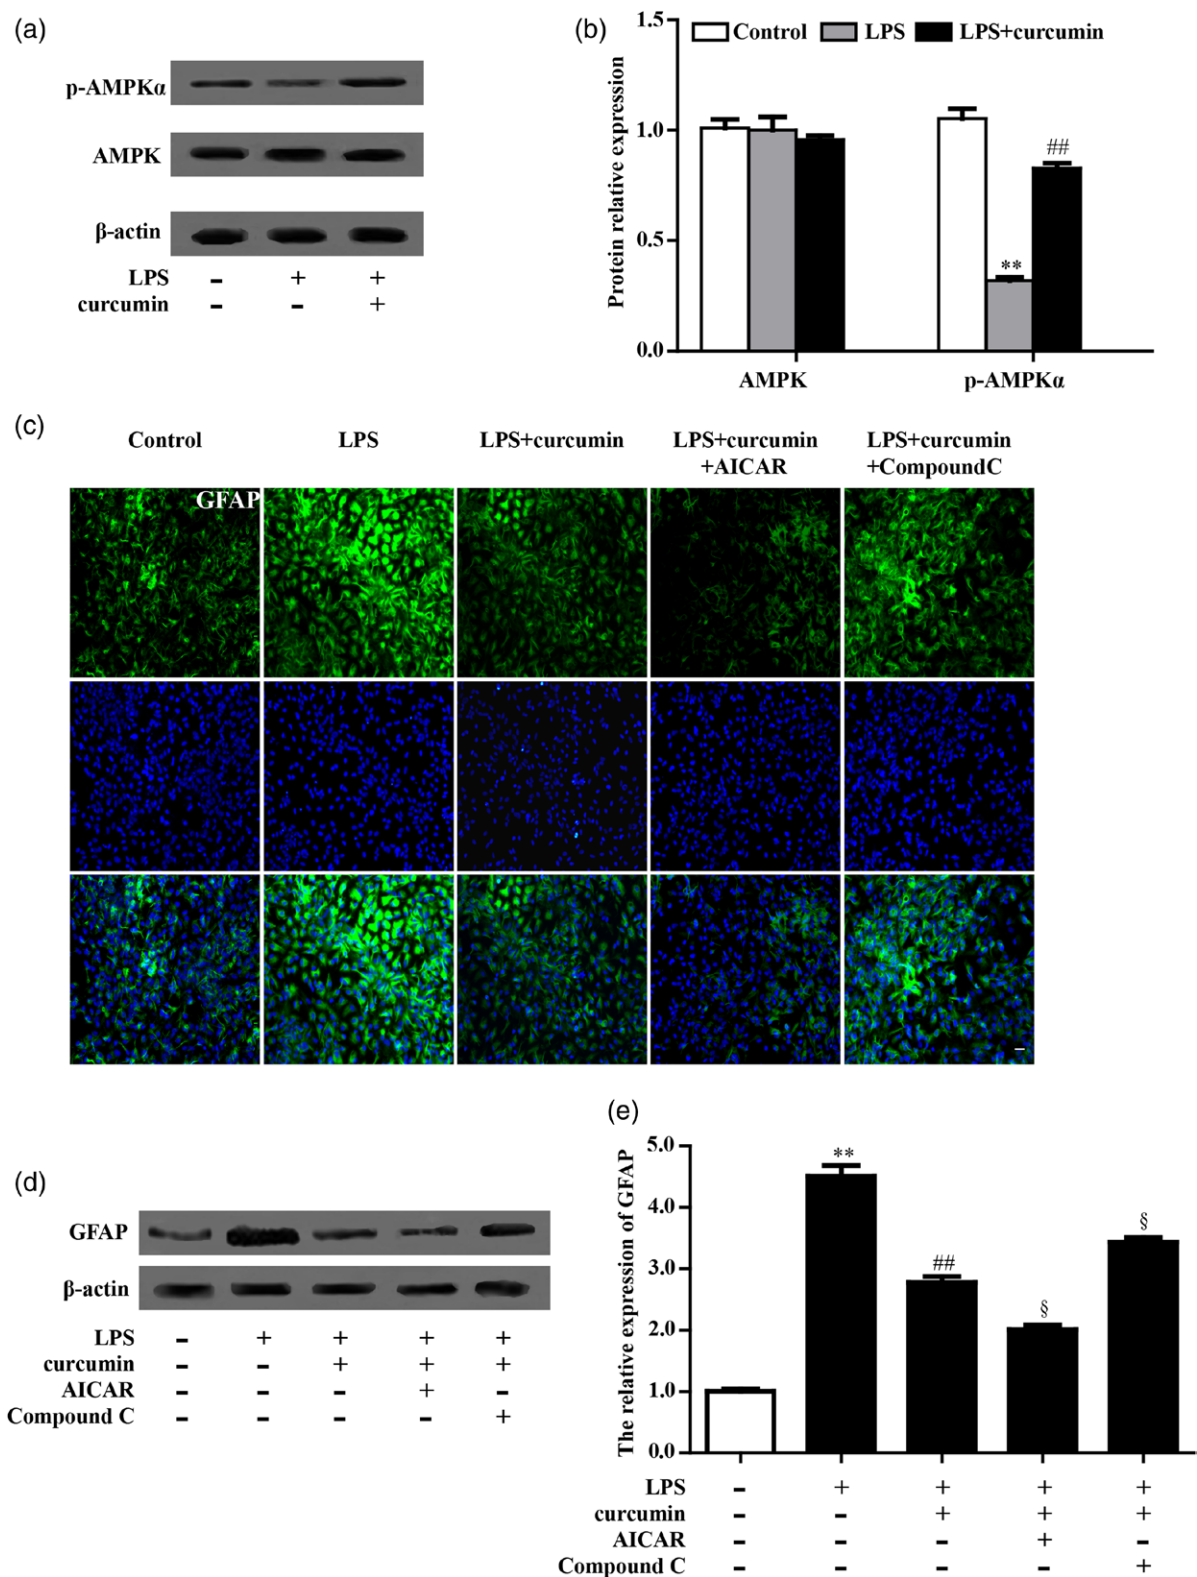 (a)
p-AMPKα
AMPK
β-actin
LPS - + +
curcumin - - +
(b)
Control LPS LPS+curcumin
Protein relative expression
1.5
1.0
0.5
0.0
**
##
AMPK p-AMPKα
(c)
Control LPS LPS+curcumin LPS+curcumin LPS+curcumin
+AICAR +CompoundC
GFAP
(d)
GFAP
β-actin
LPS - + + + +
curcumin - - + + +
AICAR - - - + -
Compound C - - - - +
(e)
The relative expression of GFAP
5.0
4.0
3.0
2.0
1.0
0.0
**
##
§
§
LPS - + + + +
curcumin - - + + +
AICAR - - - + -
Compound C - - - - +